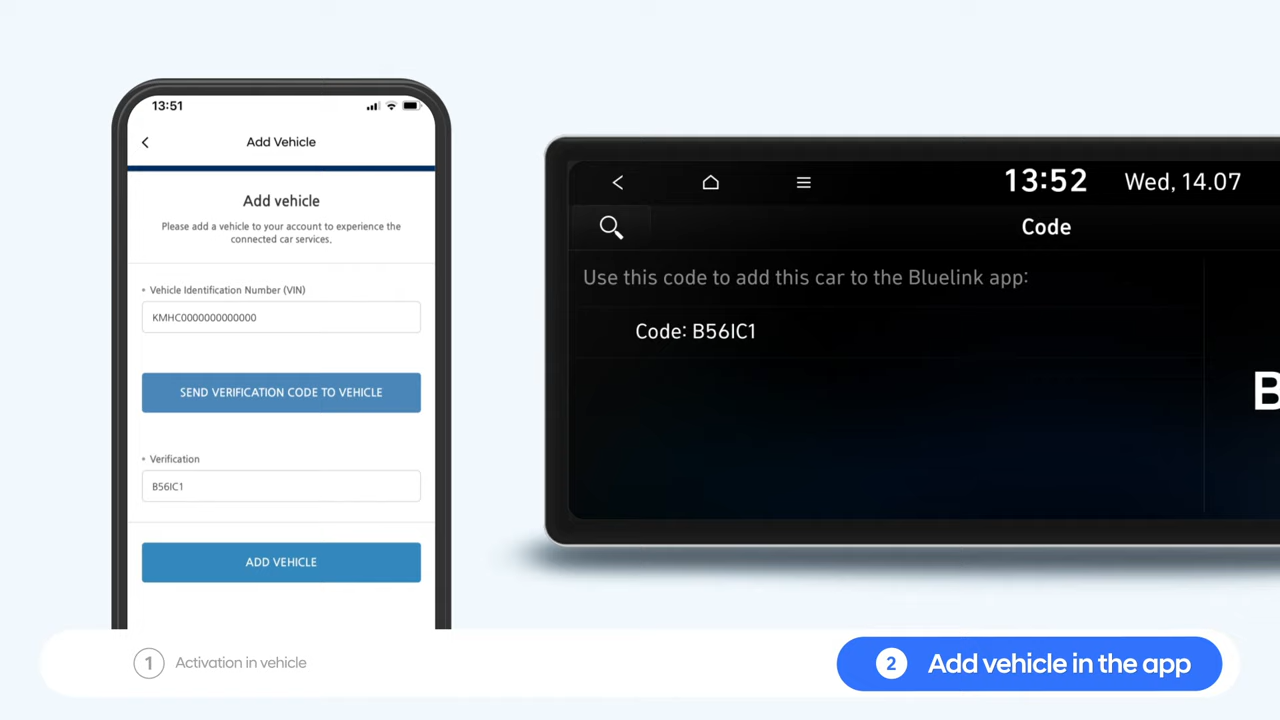 13:51
Add Vehicle
Add vehicle
Please add a vehicle to your account to experience the
connected car services.
• Vehicle Identification Number (VIN)
KMHC0000000000000
SEND VERIFICATION CODE TO VEHICLE
• Verification
B56IC1
ADD VEHICLE
13:52 Wed, 14.07
Code
Use this code to add this car to the Bluelink app:
Code: B56IC1
B
1 Activation in vehicle
2 Add vehicle in the app